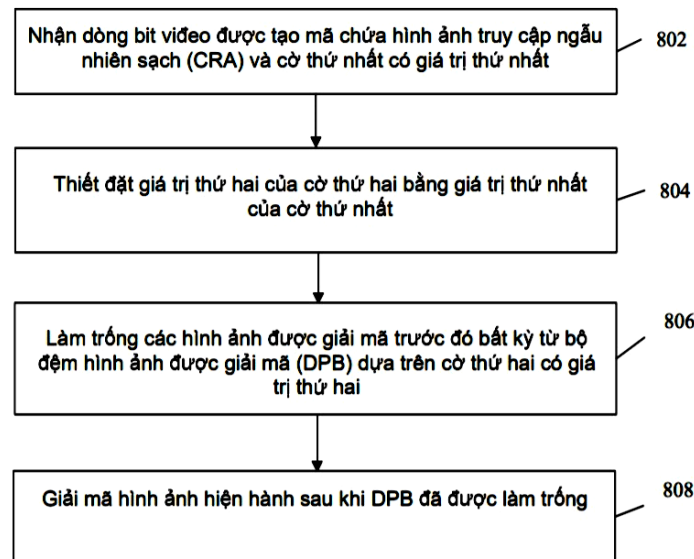 Nhận dòng bit viđeo được tạo mã chứa hình ảnh truy cập ngẫu
nhiên sạch (CRA) và cờ thứ nhất có giá trị thứ nhất
802
Thiết đặt giá trị thứ hai của cờ thứ hai bằng giá trị thứ nhất
của cờ thứ nhất
804
Làm trống các hình ảnh được giải mã trước đó bất kỳ từ bộ
đệm hình ảnh được giải mã (DPB) dựa trên cờ thứ hai có giá
trị thứ hai
806
Giải mã hình ảnh hiện hành sau khi DPB đã được làm trống
808